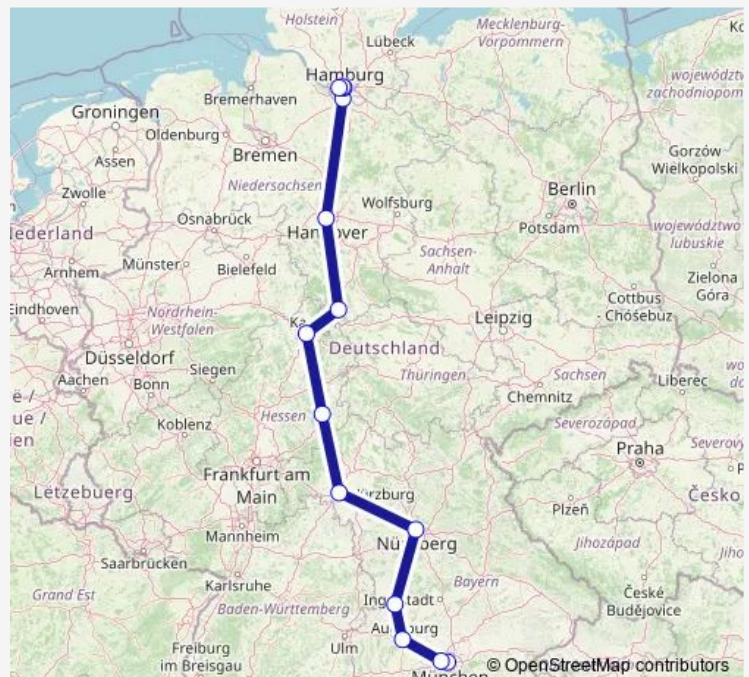 Holstein
Mecklenburg-
Vorpommern
Lübeck
Hamburg
województw
zachodniopom
Bremerhaven
Groningen
Oldenburg
Bremen
Assen
Gorzów
Wielkopolski
Zwolle
Niedersachsen
Wolfsburg
Berlin
Osnabrück
Potsdam
województwo
lubuskie
Nederland
Münster
Bielefeld
Sachsen-
Anhalt
Arnhem
Zielona
Góra
Eindhoven
Nordrhein-
Westfalen
Cottbus
- Chóśebuz
Leipzig
Düsseldorf
Deutschland
Siegen
Aachen
Bonn
Thüringen
Sachsen
Liberec
Chemnitz
Koblenz
Hessen
Severozápad
Praha
Frankfurt am
Main
Lëtzebuerg
Plzeň
Česko
Mannheim
Jihozápad
Saarbrücken
Bayern
Karlsruhe
Grand Est
Baden-Württemberg
České
Budějovice
Freiburg
im Breisgau
Ulm
© OpenStreetMap contributors
München